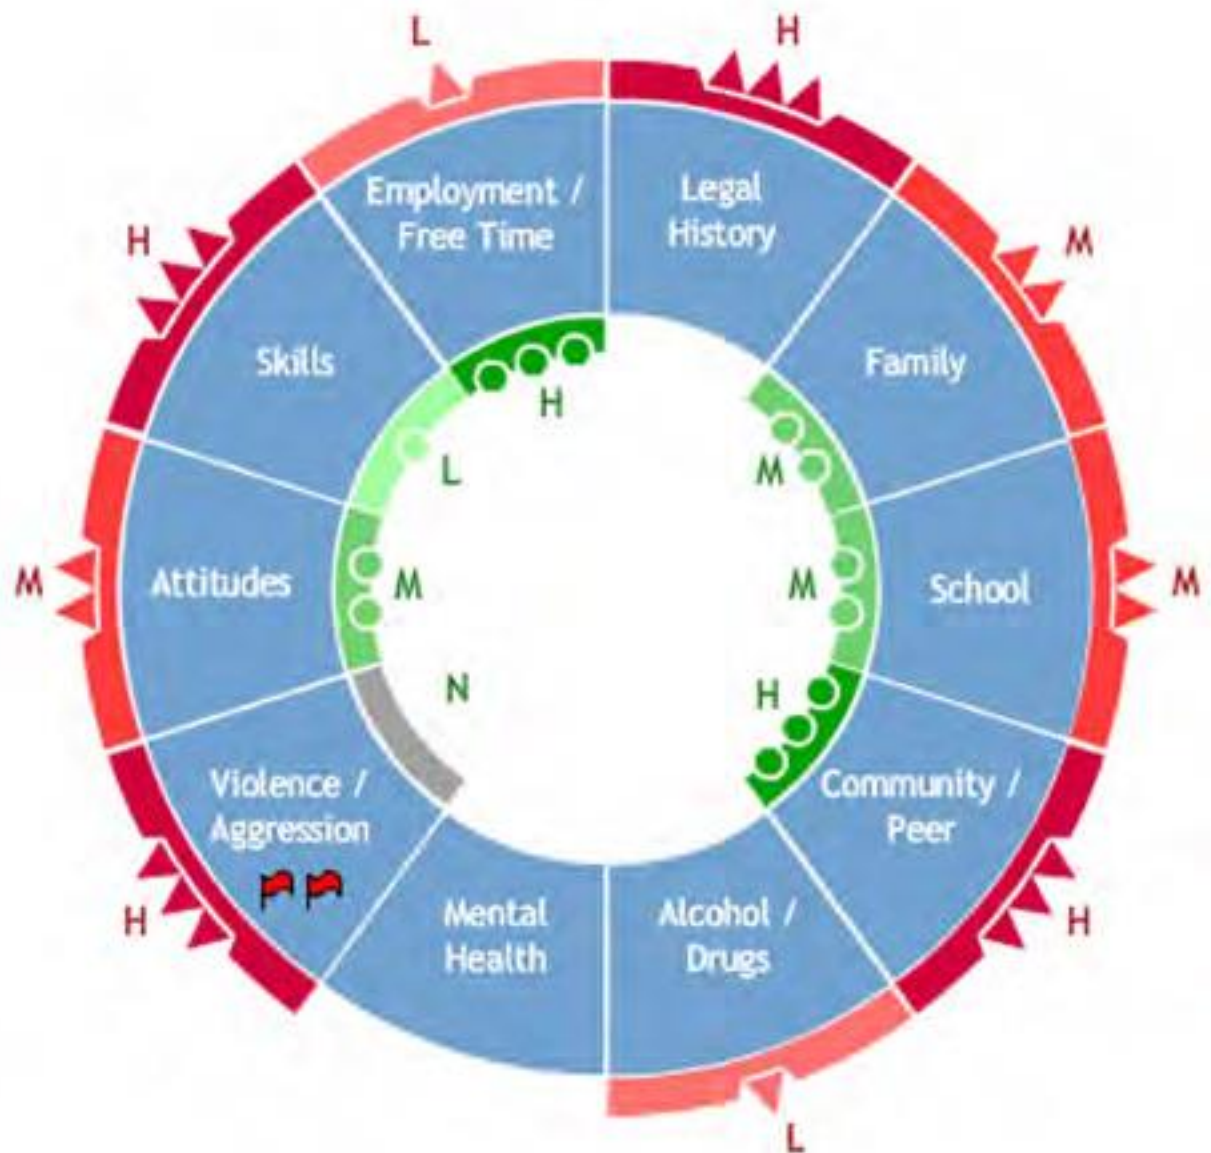 L
H
Employment /
Free Time
Legal
History
H
M
Skills
Family
H
L
M
M
Attitudes
M
M
School
M
N
H
Violence /
Aggression
Community /
Peer
H
H
Mental
Health
Alcohol /
Drugs
L